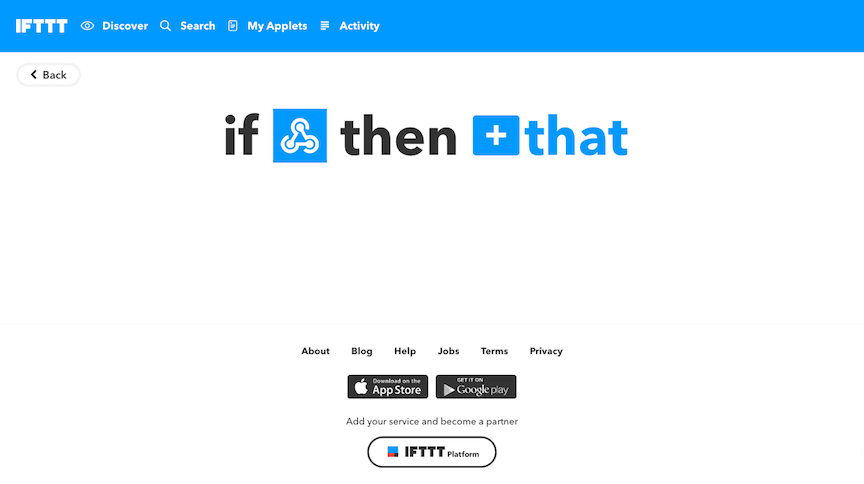 IFTTT Discover Search My Applets Activity
Back
if then + that
About Blog Help Jobs Terms Privacy
Download on the
App Store
GET IT ON
Google play
Add your service and become a partner
IFTTT Platform